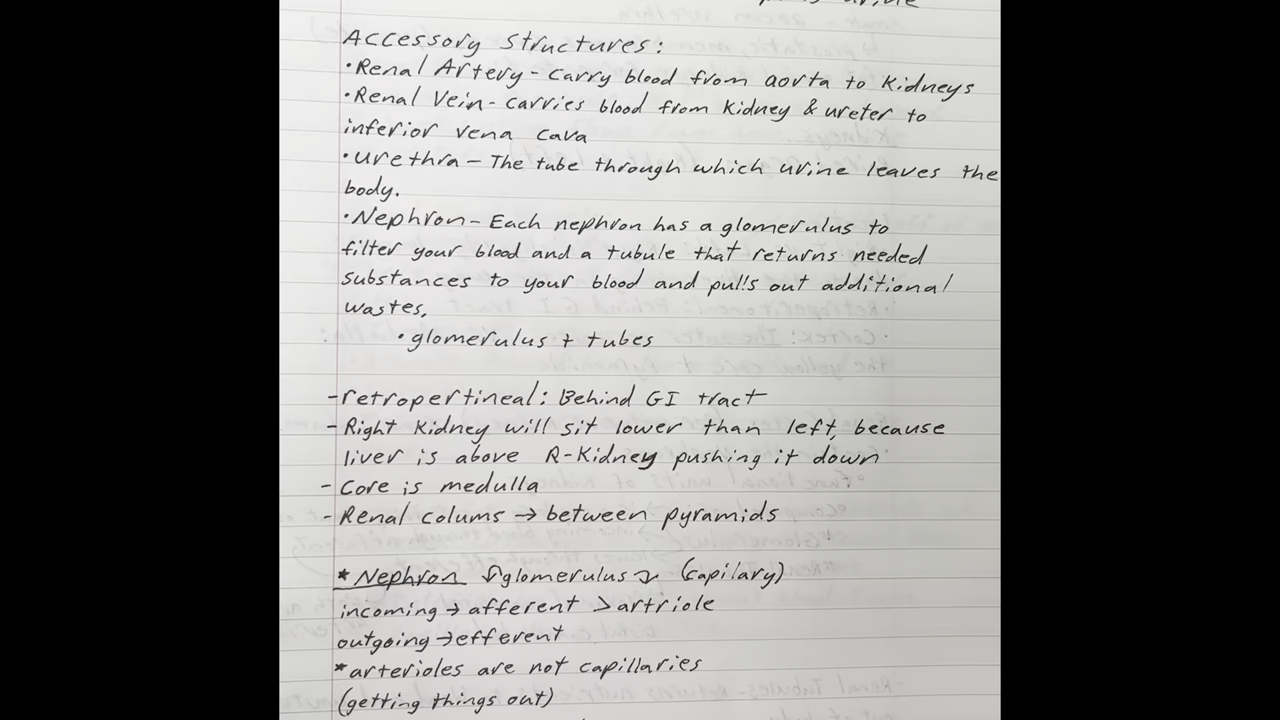 urine
Accessory Structures:
•Renal Artery - Carry blood from aorta to Kidneys
•Renal Vein - carries blood from Kidney & ureter to
inferior vena cava
•Urethra - The tube through which urine leaves the
body.
•Nephron - Each nephron has a glomerulus to
filter your blood and a tubule that returns needed
substances to your blood and pulls out additional
wastes.
•glomerulus + tubes
- retropertineal: Behind GI tract
- Right Kidney will sit lower than left, because
liver is above R-Kidney pushing it down
- Core is medulla
- Renal colums → between pyramids
* Nephron ↓glomerulus↘ (capilary)
incoming → afferent > artriole
outgoing → efferent
*arterioles are not capillaries
(getting things out)